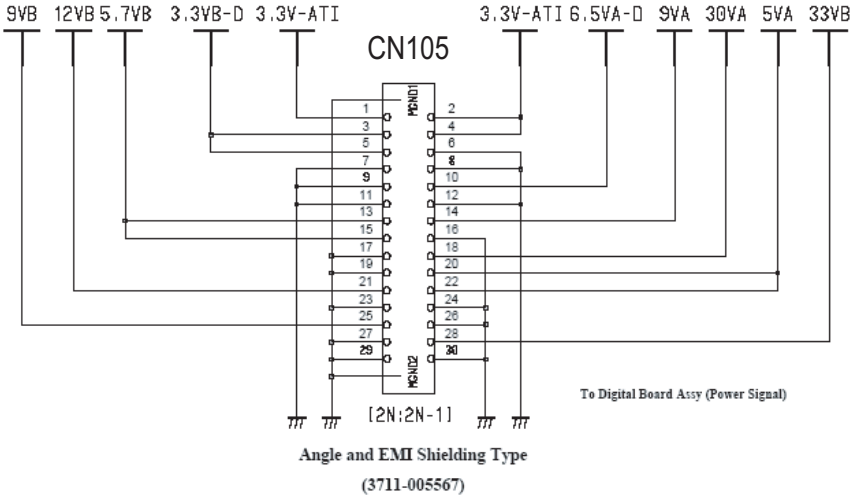 9VB 12VB 5.7VB 3.3VB-D 3.3V-ATI 3.3V-ATI 6.5VA-D 9VA 30VA 5VA 33VB
CN105
MGND1
1 2
3 4
5 6
7 8
9 10
11 12
13 14
15 16
17 18
19 20
21 22
23 24
25 26
27 28
29 30
MGND2
To Digital Board Assy (Power Signal)
[2N:2N-1]
Angle and EMI Shielding Type
(3711-005567)